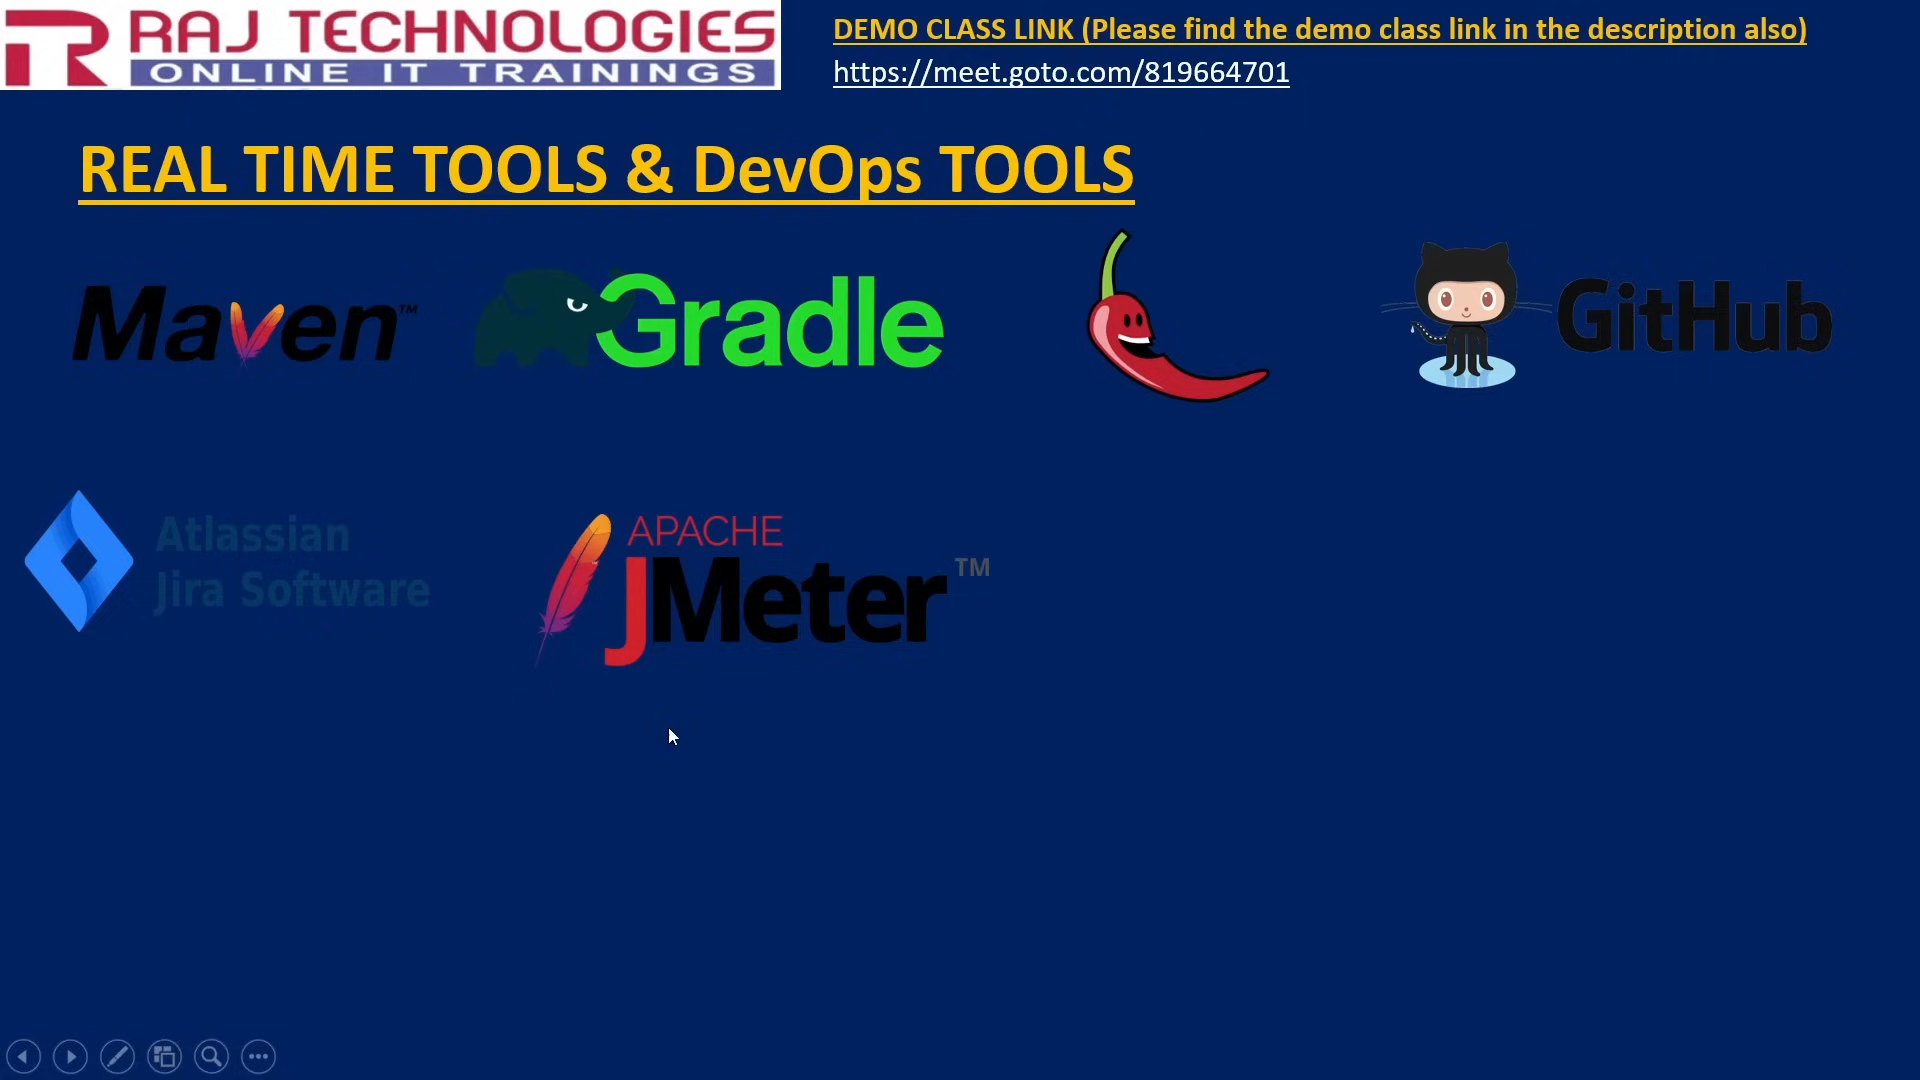 RAJ TECHNOLOGIES
ONLINE IT TRAININGS
DEMO CLASS LINK (Please find the demo class link in the description also)
https://meet.goto.com/819664701
REAL TIME TOOLS & DevOps TOOLS
Maven™
Gradle
GitHub
Atlassian
Jira Software
APACHE
JMeter™